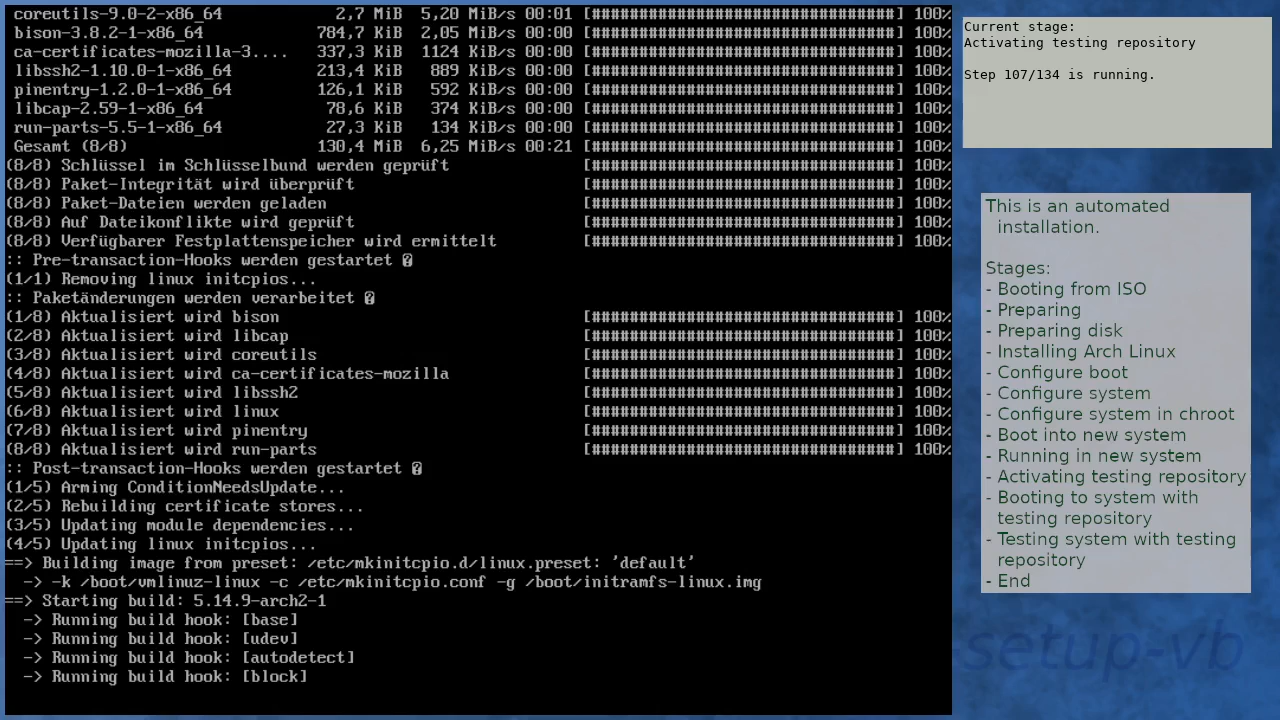 coreutils-9.0-2-x86_64 2,7 MiB 5,20 MiB/s 00:01 [################################] 100%
bison-3.8.2-1-x86_64 784,7 KiB 2,05 MiB/s 00:00 [################################] 100%
ca-certificates-mozilla-3.... 337,3 KiB 1124 KiB/s 00:00 [################################] 100%
libssh2-1.10.0-1-x86_64 213,4 KiB 889 KiB/s 00:00 [################################] 100%
pinentry-1.2.0-1-x86_64 126,1 KiB 592 KiB/s 00:00 [################################] 100%
libcap-2.59-1-x86_64 78,6 KiB 374 KiB/s 00:00 [################################] 100%
run-parts-5.5-1-x86_64 27,3 KiB 134 KiB/s 00:00 [################################] 100%
Gesamt (8/8) 130,4 MiB 6,25 MiB/s 00:21 [################################] 100%
(8/8) Schlüssel im Schlüsselbund werden geprüft [################################] 100%
(8/8) Paket-Integrität wird überprüft [################################] 100%
(8/8) Paket-Dateien werden geladen [################################] 100%
(8/8) Auf Dateikonflikte wird geprüft [################################] 100%
(8/8) Verfügbarer Festplattenspeicher wird ermittelt [################################] 100%
:: Pre-transaction-Hooks werden gestartet �
(1/1) Removing linux initcpios...
:: Paketänderungen werden verarbeitet �
(1/8) Aktualisiert wird bison [################################] 100%
(2/8) Aktualisiert wird libcap [################################] 100%
(3/8) Aktualisiert wird coreutils [################################] 100%
(4/8) Aktualisiert wird ca-certificates-mozilla [################################] 100%
(5/8) Aktualisiert wird libssh2 [################################] 100%
(6/8) Aktualisiert wird linux [################################] 100%
(7/8) Aktualisiert wird pinentry [################################] 100%
(8/8) Aktualisiert wird run-parts [################################] 100%
:: Post-transaction-Hooks werden gestartet �
(1/5) Arming ConditionNeedsUpdate...
(2/5) Rebuilding certificate stores...
(3/5) Updating module dependencies...
(4/5) Updating linux initcpios...
==> Building image from preset: /etc/mkinitcpio.d/linux.preset: 'default'
-> -k /boot/vmlinuz-linux -c /etc/mkinitcpio.conf -g /boot/initramfs-linux.img
==> Starting build: 5.14.9-arch2-1
-> Running build hook: [base]
-> Running build hook: [udev]
-> Running build hook: [autodetect]
-> Running build hook: [block]
Current stage:
Activating testing repository
Step 107/134 is running.
This is an automated
installation.
Stages:
- Booting from ISO
- Preparing
- Preparing disk
- Installing Arch Linux
- Configure boot
- Configure system
- Configure system in chroot
- Boot into new system
- Running in new system
- Activating testing repository
- Booting to system with
testing repository
- Testing system with testing
repository
- End
-setup-vb